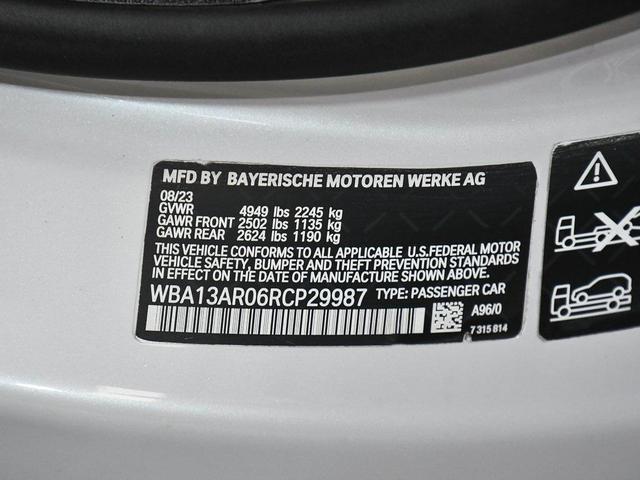 MFD BY BAYERISCHE MOTOREN WERKE AG
08/23
GVWR 4949 lbs 2245 kg
GAWR FRONT 2502 lbs 1135 kg
GAWR REAR 2624 lbs 1190 kg
THIS VEHICLE CONFORMS TO ALL APPLICABLE U.S.FEDERAL MOTOR
VEHICLE SAFETY, BUMPER, AND THEFT PREVENTION STANDARDS
IN EFFECT ON THE DATE OF MANUFACTURE SHOWN ABOVE.
WBA13AR06RCP29987 TYPE: PASSENGER CAR
A96/0
7 315 814